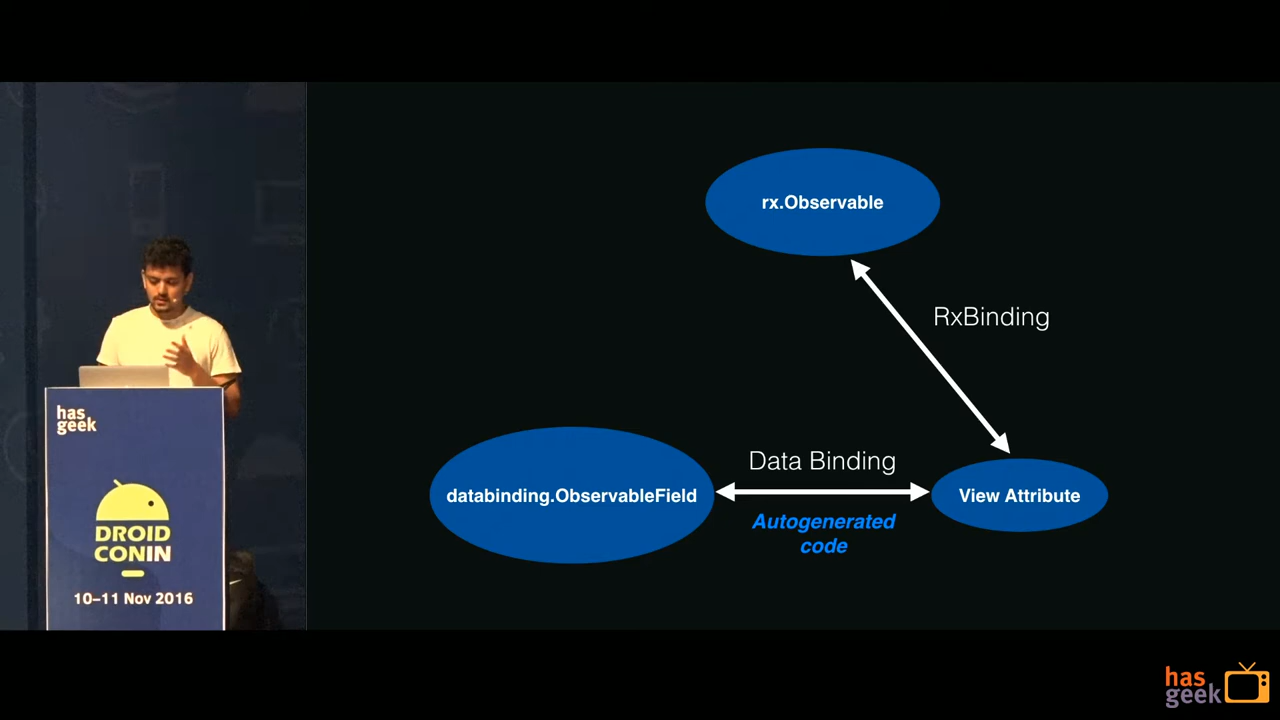 rx.Observable
RxBinding
Data Binding
databinding.ObservableField
View Attribute
Autogenerated
code
has
geek
DROID
CONIN
10–11 Nov 2016
has
geek